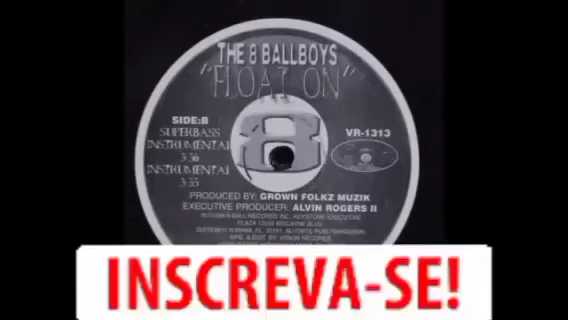 THE 8 BALLBOYS
"FLOAT ON"
SIDE:B
SUPERBASS
INSTRUMENTAL
3:56
INSTRUMENTAL
3:55
8
VR-1313
PRODUCED BY: GROWN FOLKZ MUZIK
EXECUTIVE PRODUCER: ALVIN ROGERS II
INSCREVA-SE!